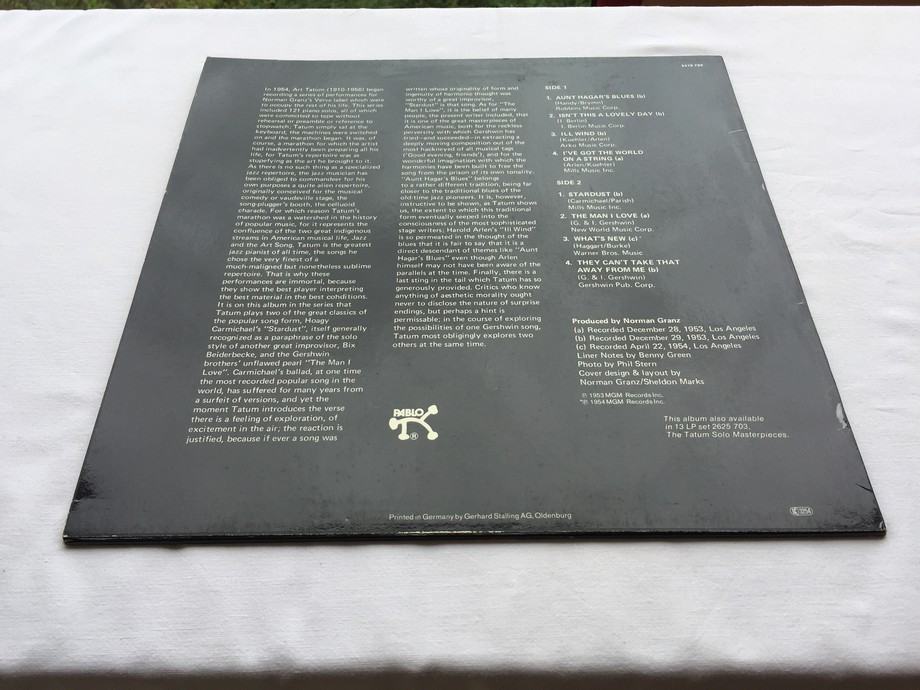 In 1954, Art Tatum (1910-1956) began
recording a series of performances for
Norman Granz's Verve label which were
to occupy the rest of his life. This series
included 121 piano solos, all of which
were committed to tape without
rehearsal or preamble or reference to
stopwatch; Tatum simply sat at the
keyboard, the machines were switched
on and the marathon began. It was, of
course, a marathon for which the artist
had inadvertently been preparing all his
life, for Tatum's repertoire was as
stupefying as the art he brought to it.
As there is no such thing as a specialized
jazz repertoire, the jazz musician has
been obliged to commandeer for his
own purposes a quite alien repertoire,
originally conceived for the musical
comedy or vaudeville stage, the
song-plugger's booth, the celluloid
charade. For which reason Tatum's
marathon was a watershed in the history
of popular music, for it represents the
confluence of the two great indigenous
streams in American musical life, Jazz
and the Art Song. Tatum is the greatest
jazz pianist of all time, the songs he
chose the very finest of a
much-maligned but nonetheless sublime
repertoire. That is why these
performances are immortal, because
they show the best player interpreting
the best material in the best conditions.
It is on this album in the series that
Tatum plays two of the great classics of
the popular song form, Hoagy
Carmichael's "Stardust", itself generally
recognized as a paraphrase of the solo
style of another great improvisor, Bix
Beiderbecke, and the Gershwin
brothers' unflawed pearl "The Man I
Love". Carmichael's ballad, at one time
the most recorded popular song in the
world, has suffered for many years from
a surfeit of versions, and yet the
moment Tatum introduces the verse
there is a feeling of exploration, of
excitement in the air; the reaction is
justified, because if ever a song was
written whose originality of form and
ingenuity of harmonic thought was
worthy of a great improvisor,
"Stardust" is that song. As for "The
Man I Love", it is the belief of many
people, the present writer included, that
it is one of the great masterpieces of
American music, both for the reckless
perversity with which Gershwin has
tried—and succeeded—in extracting a
deeply moving composition out of the
most hackneyed of all musical tags
("Good evening, friends"), and for the
wonderful imagination with which the
harmonies have been built to free the
song from the prison of its own tonality.
"Aunt Hagar's Blues" belongs
to a rather different tradition, being far
closer to the traditional blues of the
old-time jazz pioneers. It is, however,
instructive to be shown, as Tatum shows
us, the extent to which this traditional
form eventually seeped into the
consciousness of the most sophisticated
stage writers; Harold Arlen's "Ill Wind"
is so permeated in the thought of the
blues that it is fair to say that it is a
direct descendant of themes like "Aunt
Hagar's Blues" even though Arlen
himself may not have been aware of the
parallels at the time. Finally, there is a
last sting in the tail which Tatum has so
generously provided. Critics who know
anything of aesthetic morality ought
never to disclose the nature of surprise
endings, but perhaps a hint is
permissable; in the course of exploring
the possibilities of one Gershwin song,
Tatum most obligingly explores two
others at the same time.
PABLO
®
SIDE 1
1. AUNT HAGAR'S BLUES (b)
(Handy/Brymn)
Robbins Music Corp.
2. ISN'T THIS A LOVELY DAY (b)
(I. Berlin)
I. Berlin Music Corp.
3. ILL WIND (b)
(Koehler/Arlen)
Arko Music Corp.
4. I'VE GOT THE WORLD
ON A STRING (a)
(Arlen/Koehler)
Mills Music Inc.
SIDE 2
1. STARDUST (b)
(Carmichael/Parish)
Mills Music Inc.
2. THE MAN I LOVE (a)
(G. & I. Gershwin)
New World Music Corp.
3. WHAT'S NEW (c)*
(Haggart/Burke)
Warner Bros. Music
4. THEY CAN'T TAKE THAT
AWAY FROM ME (b)
(G. & I. Gershwin)
Gershwin Pub. Corp.
Produced by Norman Granz
(a) Recorded December 28, 1953, Los Angeles
(b) Recorded December 29, 1953, Los Angeles
(c) Recorded April 22, 1954, Los Angeles
Liner Notes by Benny Green
Photo by Phil Stern
Cover design & layout by
Norman Granz/Sheldon Marks
℗ 1953 MGM Records Inc.
*℗ 1954 MGM Records Inc.
This album also available
in 13 LP set 2625 703,
The Tatum Solo Masterpieces.
Printed in Germany by Gerhard Stalling AG, Oldenburg